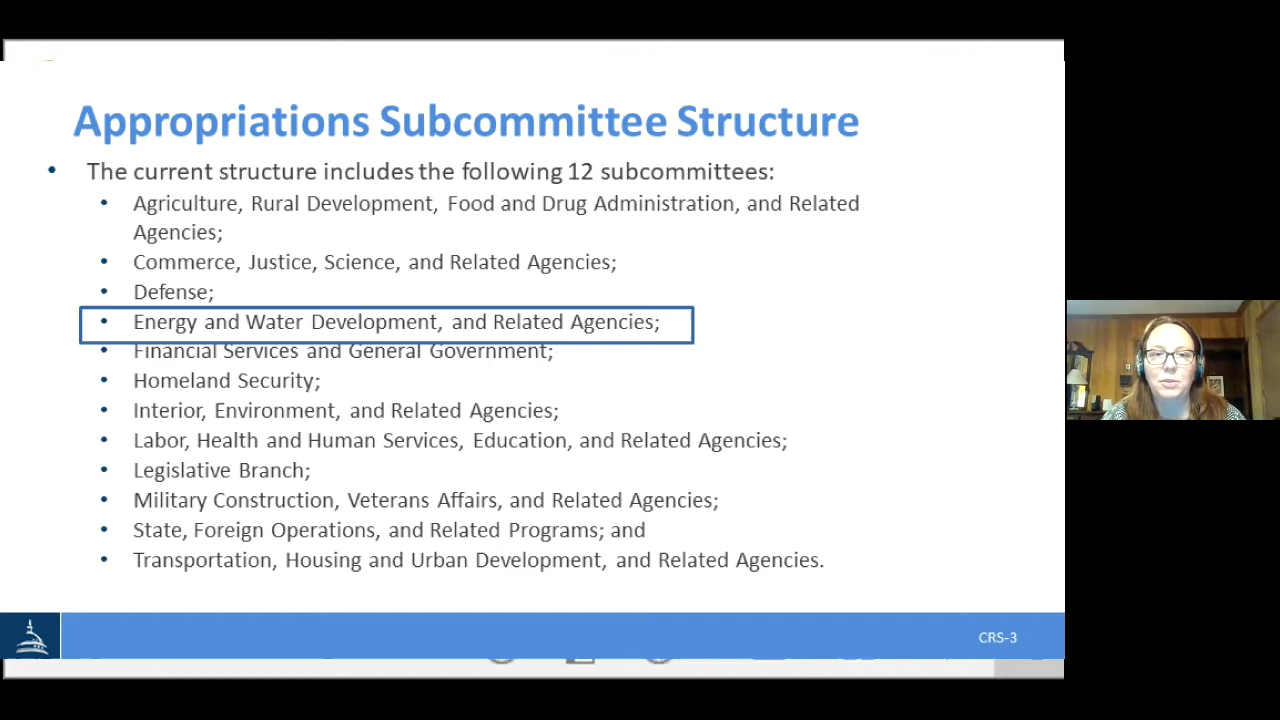 Appropriations Subcommittee Structure
• The current structure includes the following 12 subcommittees:
• Agriculture, Rural Development, Food and Drug Administration, and Related
Agencies;
• Commerce, Justice, Science, and Related Agencies;
• Defense;
• Energy and Water Development, and Related Agencies;
• Financial Services and General Government;
• Homeland Security;
• Interior, Environment, and Related Agencies;
• Labor, Health and Human Services, Education, and Related Agencies;
• Legislative Branch;
• Military Construction, Veterans Affairs, and Related Agencies;
• State, Foreign Operations, and Related Programs; and
• Transportation, Housing and Urban Development, and Related Agencies.
CRS-3